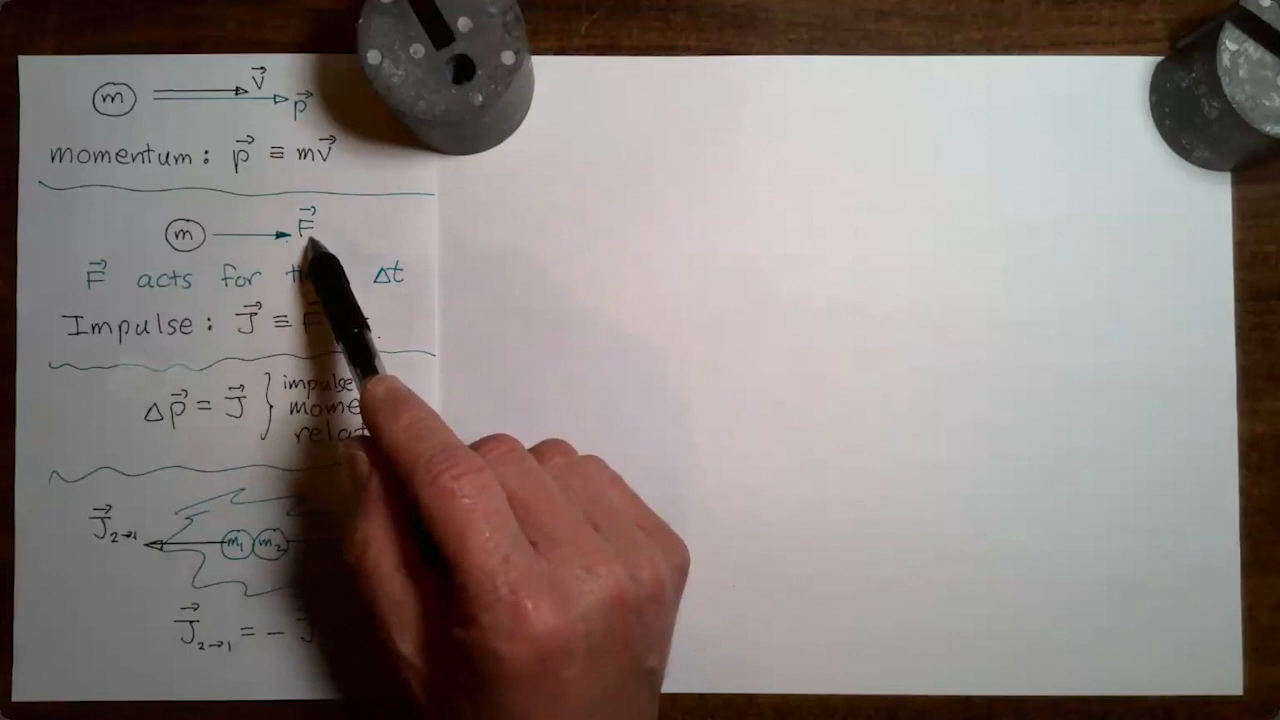 m v⃗
p⃗
momentum: p⃗ ≡ mv⃗
m F⃗
F⃗ acts for Δt
Impulse: J⃗ ≡
Δp⃗ = J⃗ } impulse
J⃗₂→₁ m₁ m₂
J⃗₂→₁ = -